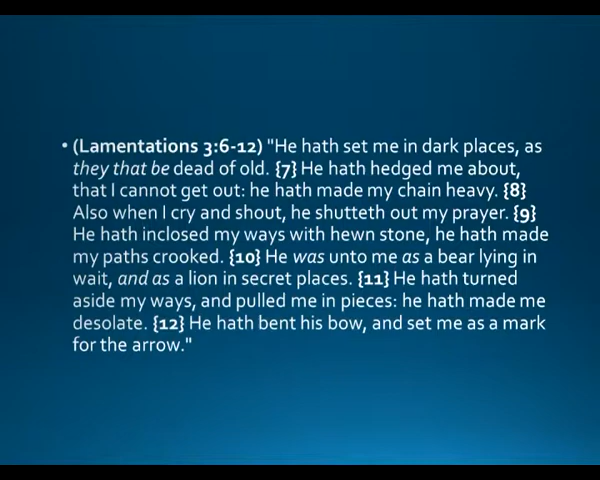 • (Lamentations 3:6-12) "He hath set me in dark places, as
they that be dead of old. {7} He hath hedged me about,
that I cannot get out: he hath made my chain heavy. {8}
Also when I cry and shout, he shutteth out my prayer. {9}
He hath inclosed my ways with hewn stone, he hath made
my paths crooked. {10} He was unto me as a bear lying in
wait, and as a lion in secret places. {11} He hath turned
aside my ways, and pulled me in pieces: he hath made me
desolate. {12} He hath bent his bow, and set me as a mark
for the arrow."